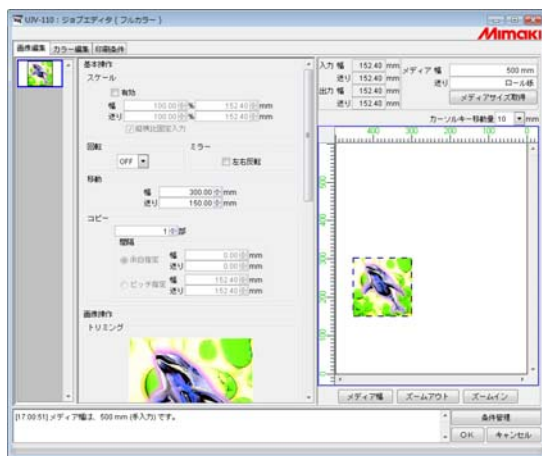 UJV-110 : ジョブエディタ ( フルカラー )
Mimaki
画像編集 カラー編集 印刷条件
基本操作
スケール
有効
幅 100.00 % 152.40 mm
送り 100.00 % 152.40 mm
縦横比固定入力
回転 ミラー
OFF 左右反転
移動
幅 300.00 mm
送り 150.00 mm
コピー
1 部
間隔
余白指定 幅 0.00 mm
送り 0.00 mm
ピッチ指定 幅 152.40 mm
送り 152.40 mm
画像操作
トリミング
入力 幅 152.40 mm
送り 152.40 mm
出力 幅 152.40 mm
送り 152.40 mm
メディア 幅 500 mm
送り ロール紙
メディアサイズ取得
カーソルキー移動量 10 mm
400 300 200 100 0
500
400
300
200
100
0
メディア幅 ズームアウト ズームイン
[17:00:51] メディア幅は、500 mm (手入力) です。
条件管理
OK キャンセル